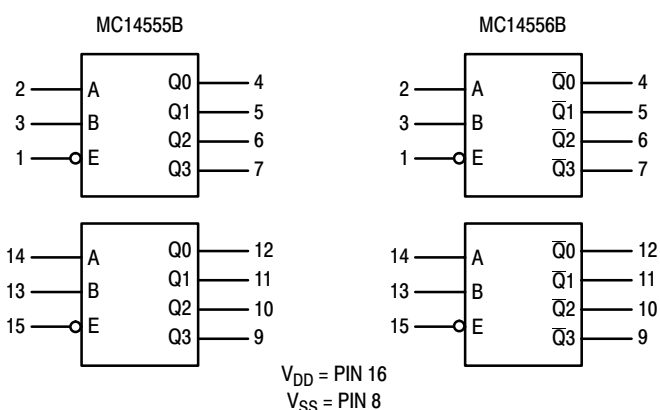 MC14555B
2 A Q0 4
3 B Q1 5
1 E Q2 6
Q3 7
14 A Q0 12
13 B Q1 11
15 E Q2 10
Q3 9
MC14556B
2 A Q̅0 4
3 B Q̅1 5
1 E Q̅2 6
Q̅3 7
14 A Q̅0 12
13 B Q̅1 11
15 E Q̅2 10
Q̅3 9
V_DD = PIN 16
V_SS = PIN 8